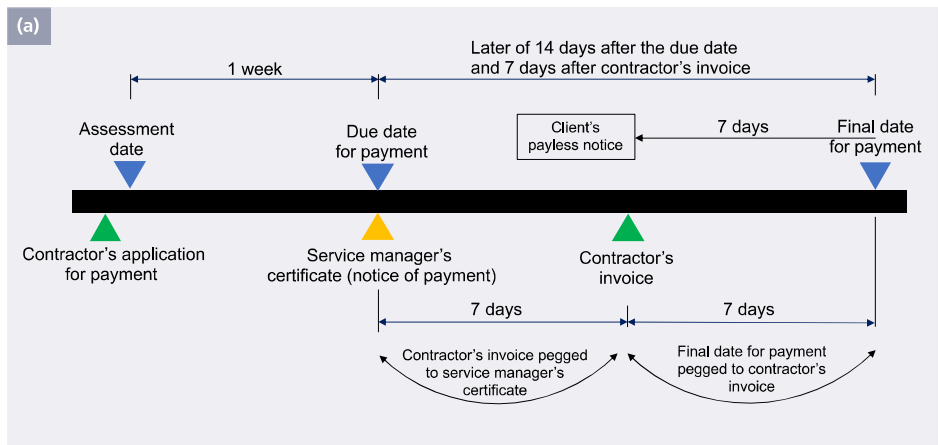 (a)
Later of 14 days after the due date
and 7 days after contractor's invoice
1 week
Assessment
date
Due date
for payment
Client's
payless notice
7 days
Final date
for payment
Contractor's application
for payment
Service manager's
certificate (notice of payment)
Contractor's
invoice
7 days
7 days
Contractor's invoice pegged
to service manager's
certificate
Final date for payment
pegged to contractor's
invoice